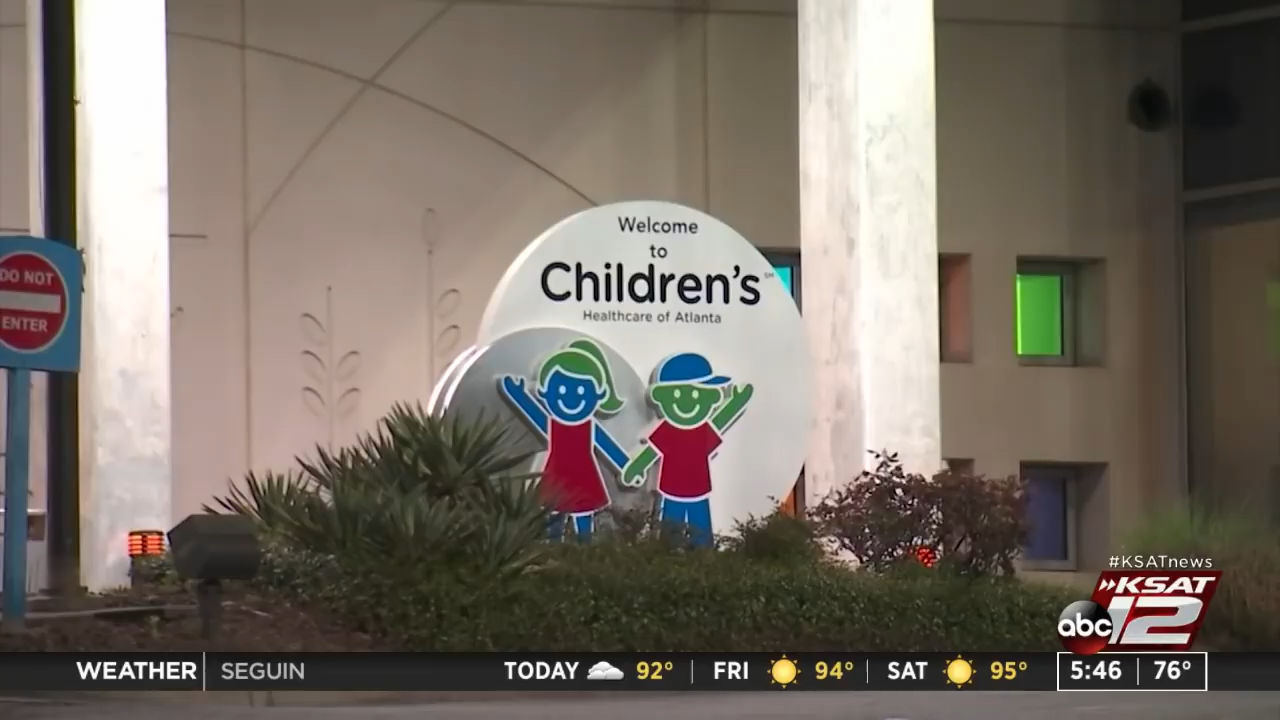 Welcome
to
Children's℠
Healthcare of Atlanta
DO NOT
ENTER
#KSATnews
KSAT
abc 12
WEATHER SEGUIN TODAY 92° FRI 94° SAT 95° 5:46 76°